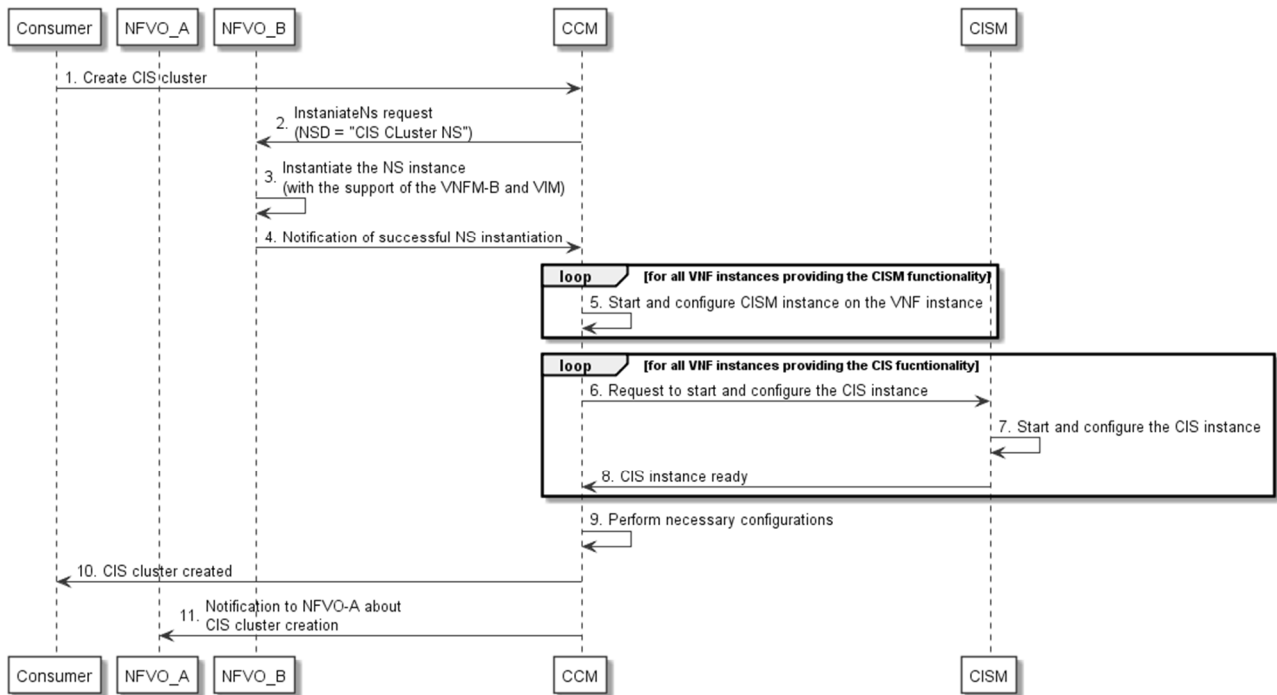 Consumer
NFVO_A
NFVO_B
CCM
CISM
1. Create CIS cluster
2. InstaniateNs request
(NSD = "CIS CLuster NS")
3. Instantiate the NS instance
(with the support of the VNFM-B and VIM)
4. Notification of successful NS instantiation
loop [for all VNF instances providing the CISM functionality]
5. Start and configure CISM instance on the VNF instance
loop [for all VNF instances providing the CIS fucntionality]
6. Request to start and configure the CIS instance
7. Start and configure the CIS instance
8. CIS instance ready
9. Perform necessary configurations
10. CIS cluster created
11. Notification to NFVO-A about
CIS cluster creation
Consumer
NFVO_A
NFVO_B
CCM
CISM